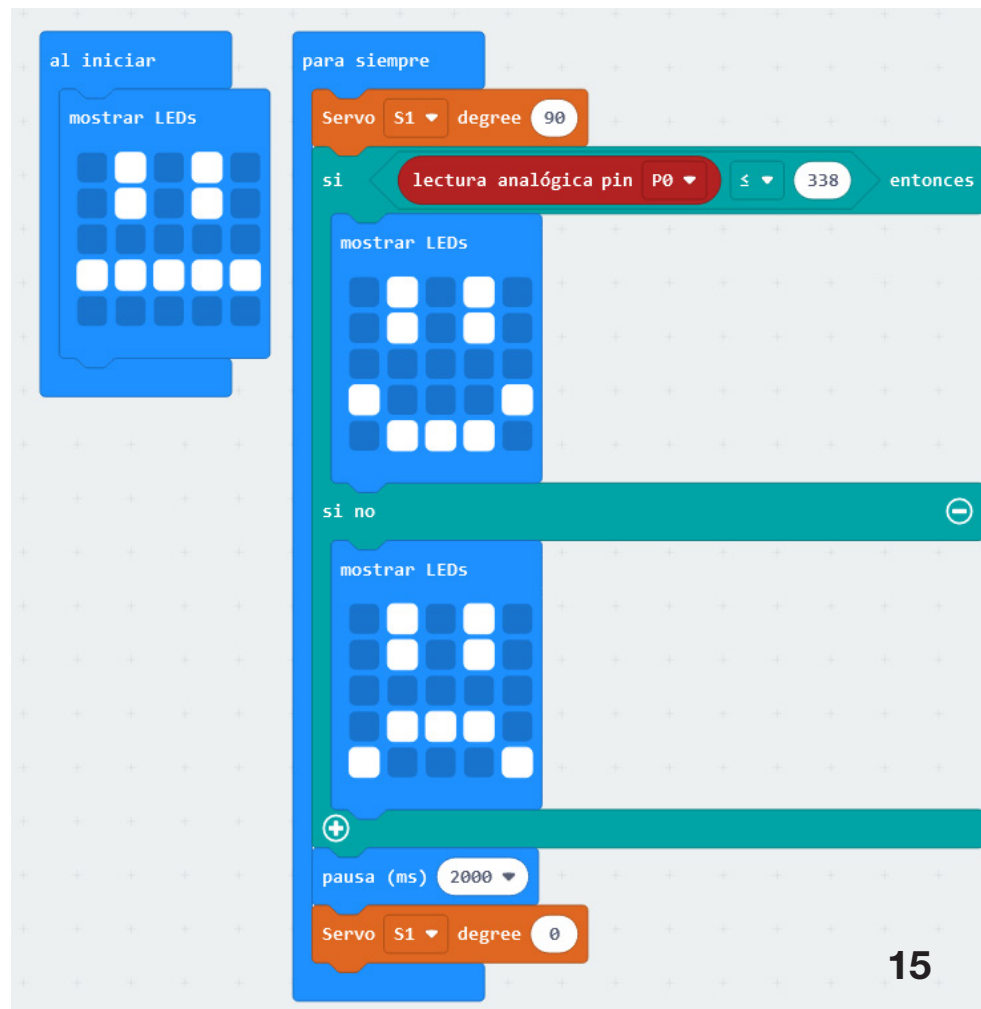 al iniciar
mostrar LEDs
para siempre
Servo S1 degree 90
si lectura analógica pin P0 ≤ 338 entonces
mostrar LEDs
si no
mostrar LEDs
pausa (ms) 2000
Servo S1 degree 0
15